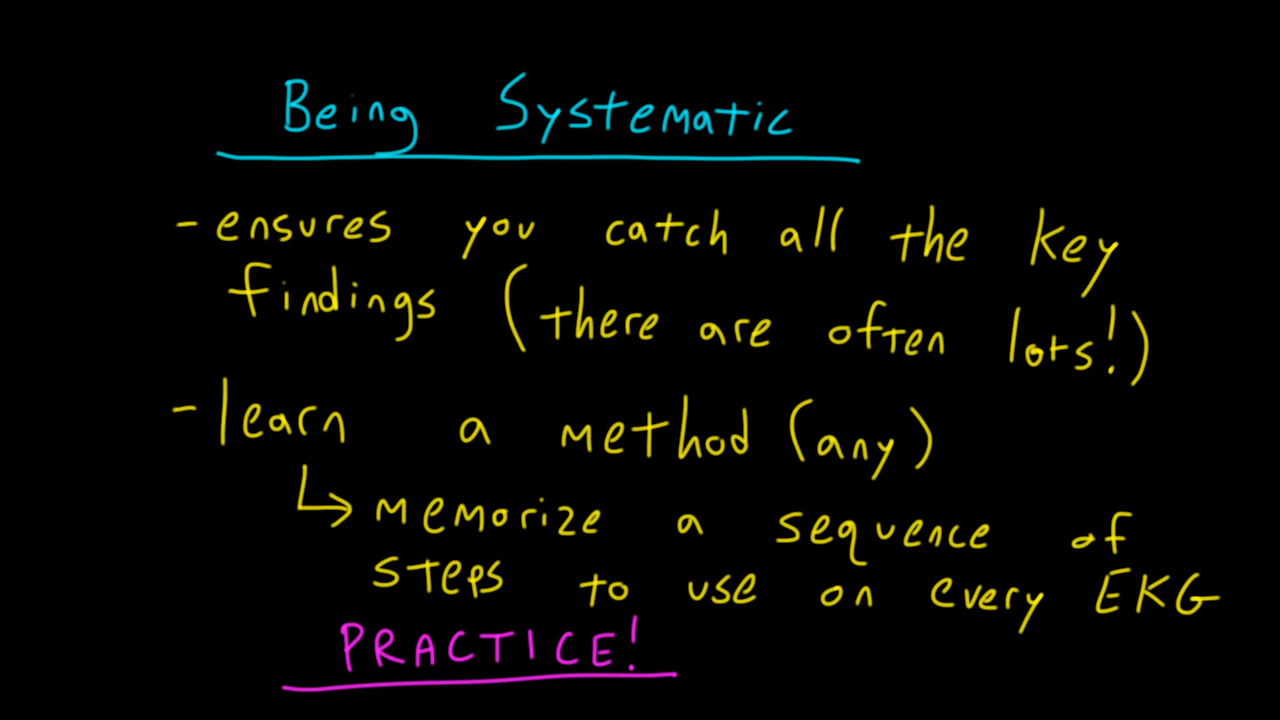 Being Systematic
- ensures you catch all the key
findings (there are often lots!)
- learn a method (any)
↳ memorize a sequence of
steps to use on every EKG
PRACTICE!